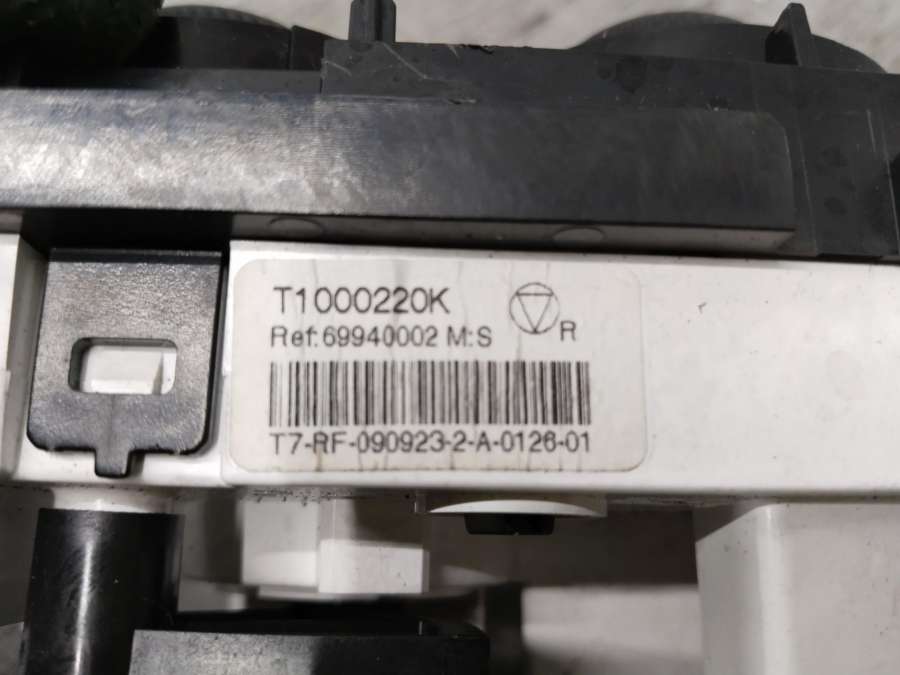 T1000220K
Ref:69940002 M:S
R
T7-RF-090923-2-A-0126-01